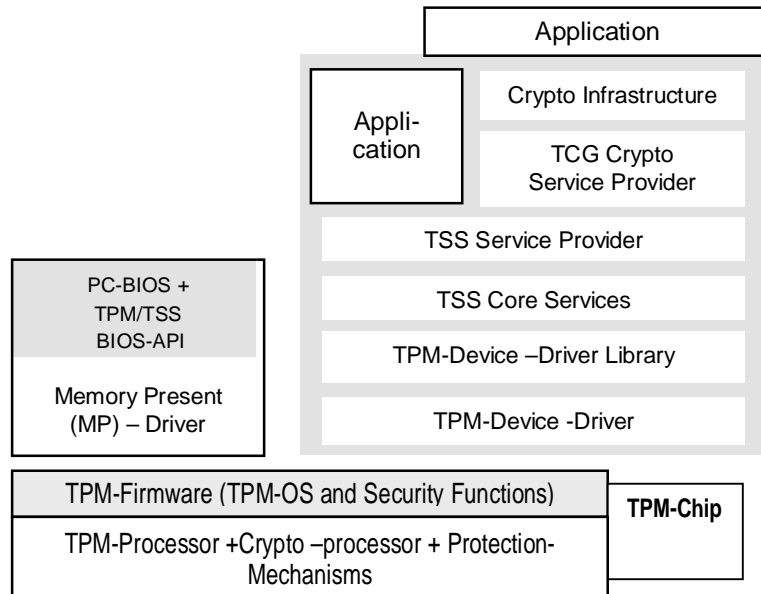 Application
Appli-
cation
Crypto Infrastructure
TCG Crypto
Service Provider
TSS Service Provider
TSS Core Services
TPM-Device –Driver Library
TPM-Device -Driver
PC-BIOS +
TPM/TSS
BIOS-API
Memory Present
(MP) – Driver
TPM-Firmware (TPM-OS and Security Functions)
TPM-Processor +Crypto –processor + Protection-
Mechanisms
TPM-Chip